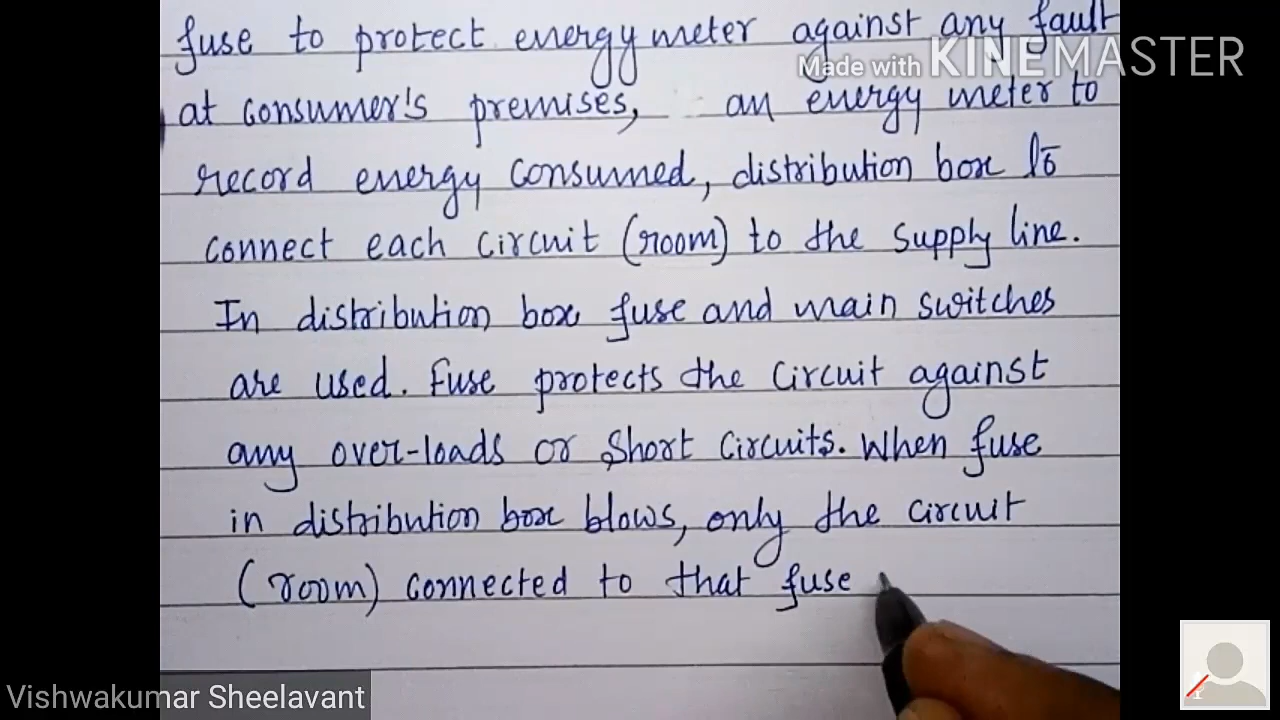 fuse to protect energy meter against any fault
Made with KINEMASTER
at consumer's premises, an energy meter to
record energy consumed, distribution box to
connect each circuit (room) to the supply line.
In distribution box fuse and main switches
are used. Fuse protects the circuit against
any over-loads or short circuits. When fuse
in distribution box blows, only the circuit
(room) connected to that fuse
Vishwakumar Sheelavant
1